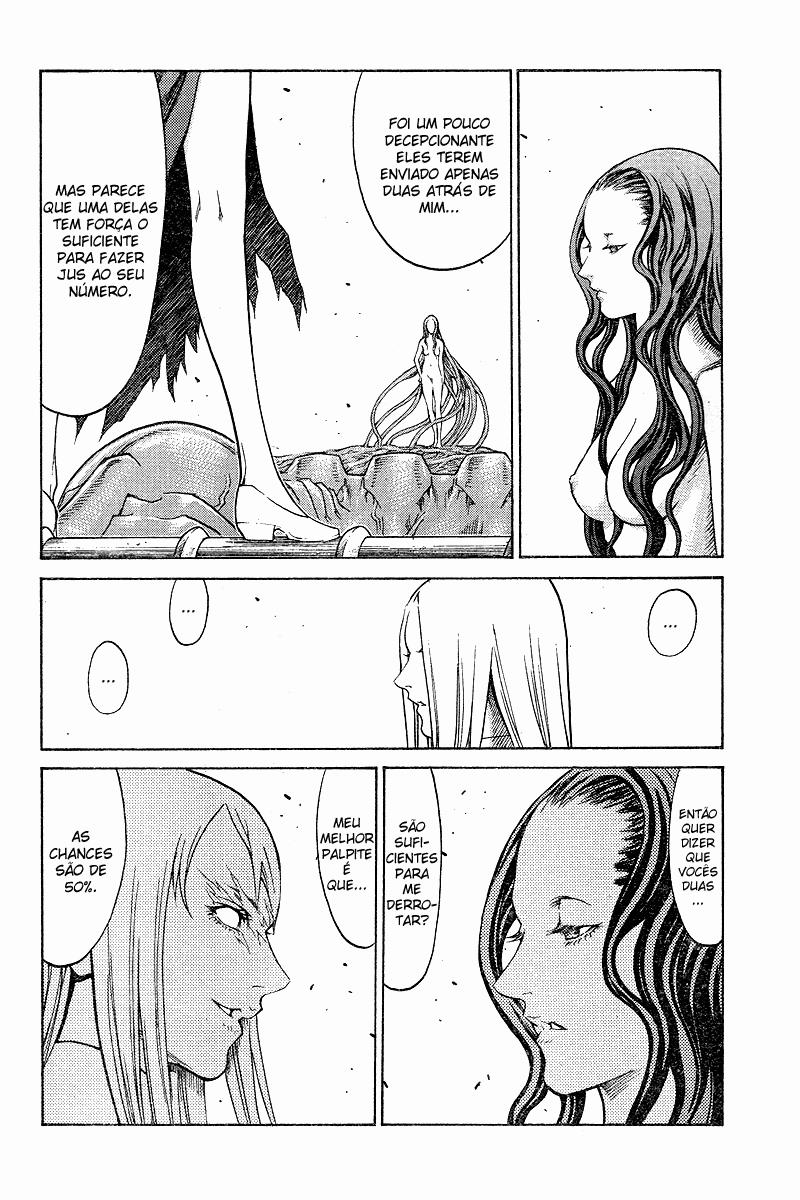 FOI UM POUCO
DECEPCIONANTE
ELES TEREM
ENVIADO APENAS
DUAS ATRÁS DE
MIM...
MAS PARECE
QUE UMA DELAS
TEM FORÇA O
SUFICIENTE
PARA FAZER
JUS AO SEU
NÚMERO.
...
...
...
ENTÃO
QUER
DIZER
QUE
VOCÊS
DUAS
...
SÃO
SUFI-
CIENTES
PARA
ME
DERRO-
TAR?
MEU
MELHOR
PALPITE
É
QUE...
AS
CHANCES
SÃO DE
50%.